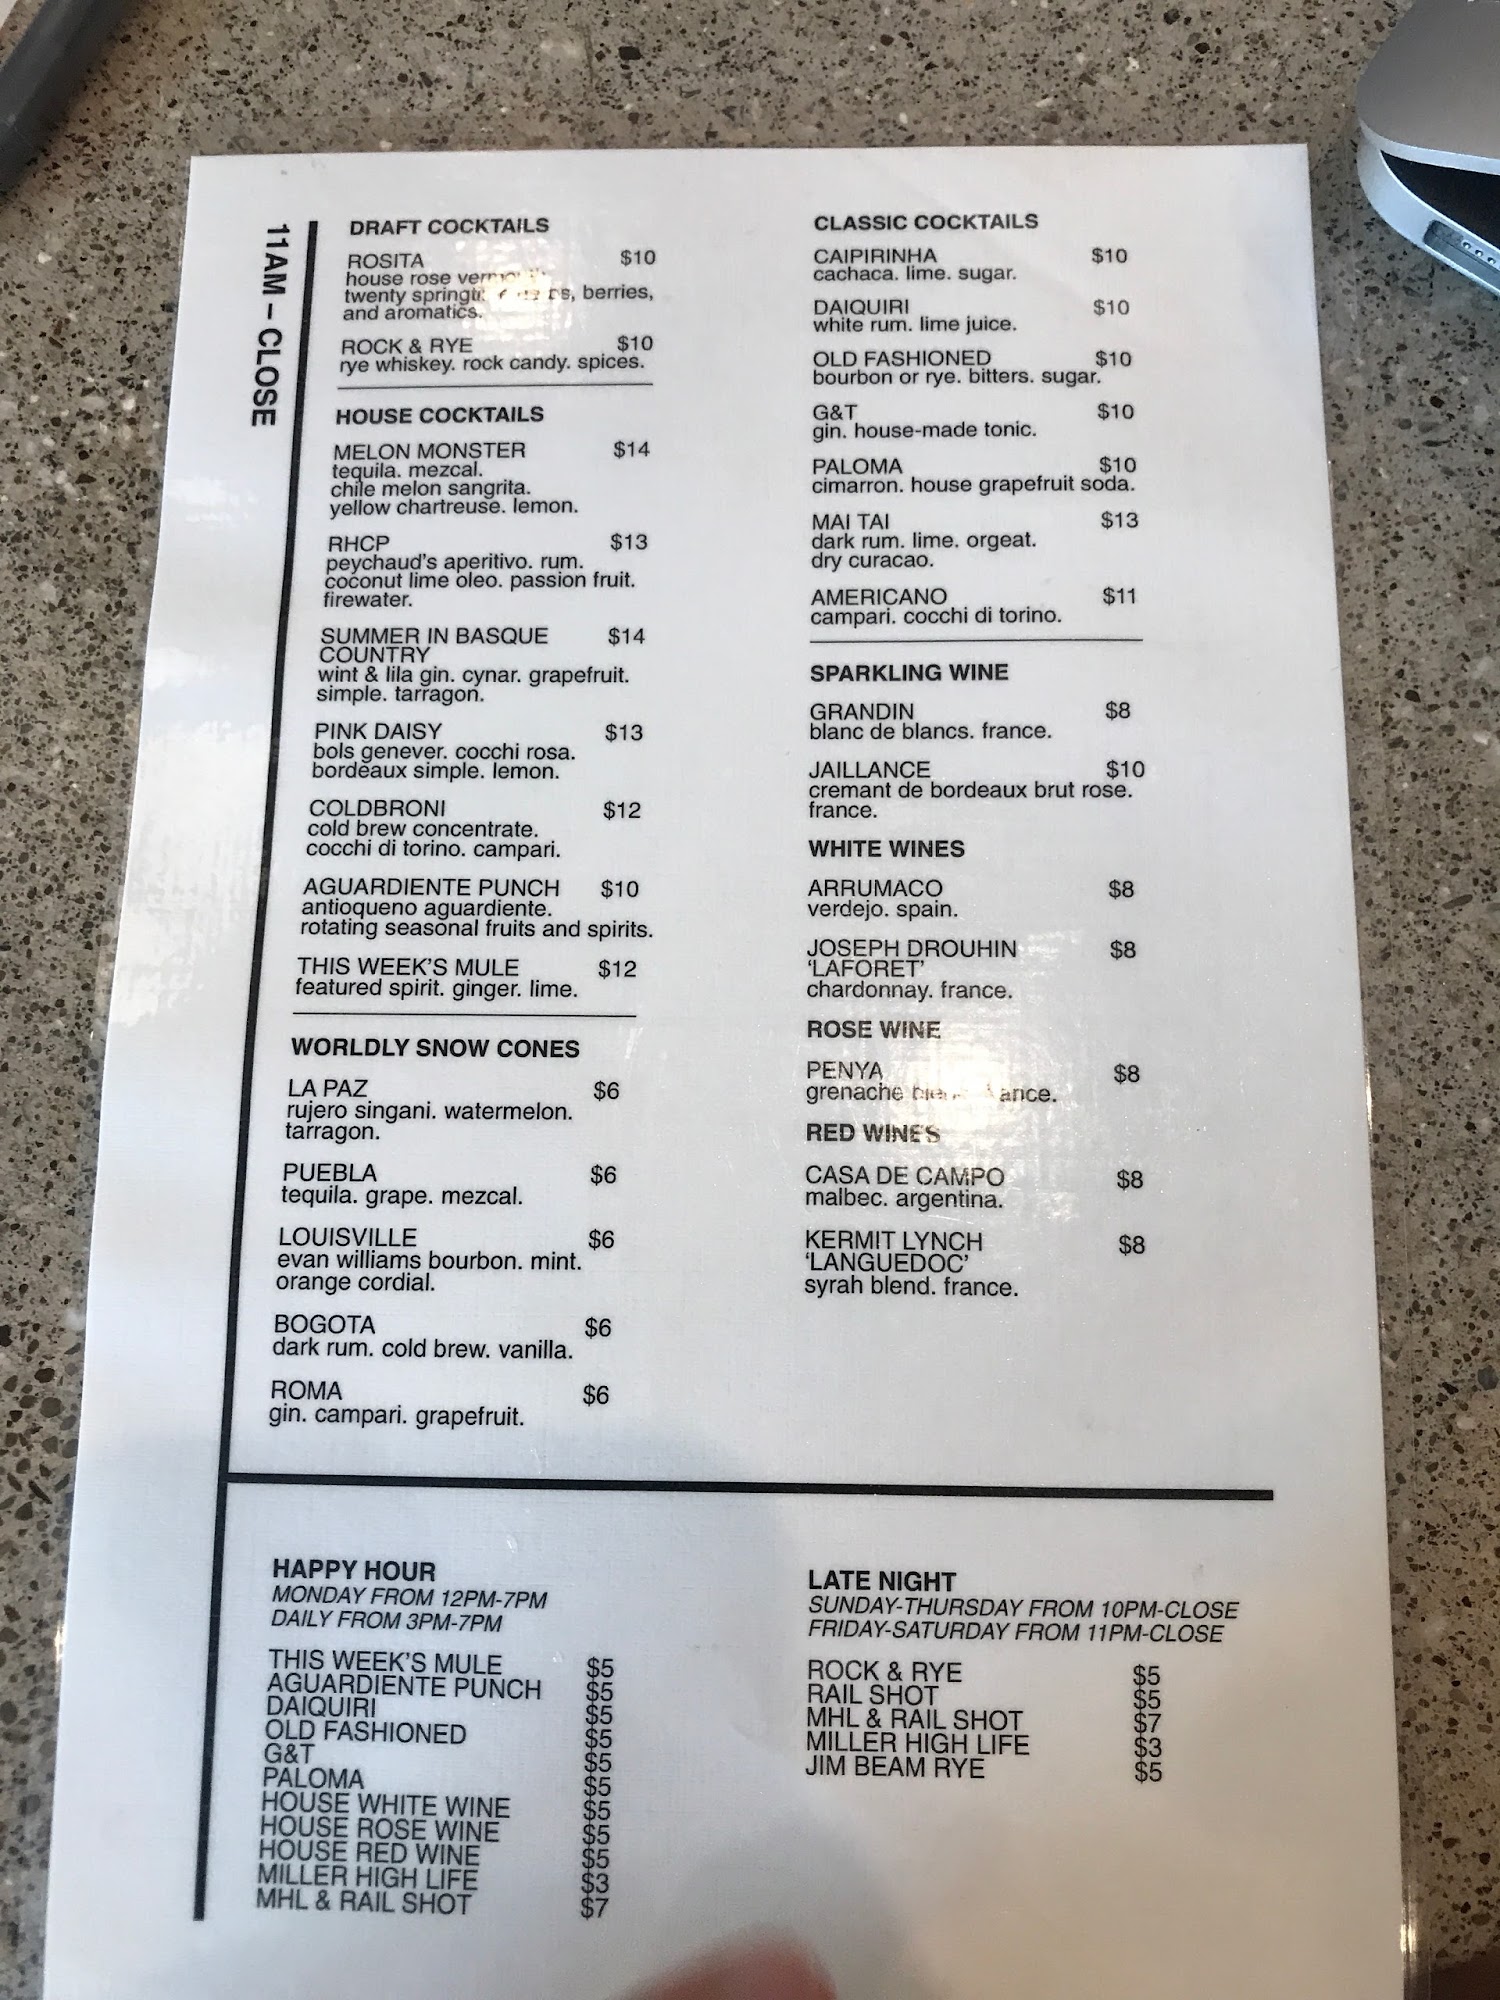 11AM – CLOSE
DRAFT COCKTAILS
ROSITA $10
house rose
twenty berries,
and aromatics.
ROCK & RYE $10
rye whiskey. rock candy. spices.
HOUSE COCKTAILS
MELON MONSTER $14
tequila. mezcal.
chile melon sangrita.
yellow chartreuse. lemon.
RHCP $13
peychaud's aperitivo. rum.
coconut lime oleo. passion fruit.
firewater.
SUMMER IN BASQUE $14
COUNTRY
wint & lila gin. cynar. grapefruit.
simple. tarragon.
PINK DAISY $13
bols genever. cocchi rosa.
bordeaux simple. lemon.
COLDBRONI $12
cold brew concentrate.
cocchi di torino. campari.
AGUARDIENTE PUNCH $10
antioqueno aguardiente.
rotating seasonal fruits and spirits.
THIS WEEK'S MULE $12
featured spirit. ginger. lime.
WORLDLY SNOW CONES
LA PAZ $6
rujero singani. watermelon.
tarragon.
PUEBLA $6
tequila. grape. mezcal.
LOUISVILLE $6
evan williams bourbon. mint.
orange cordial.
BOGOTA $6
dark rum. cold brew. vanilla.
ROMA $6
gin. campari. grapefruit.
CLASSIC COCKTAILS
CAIPIRINHA $10
cachaca. lime. sugar.
DAIQUIRI $10
white rum. lime juice.
OLD FASHIONED $10
bourbon or rye. bitters. sugar.
G&T $10
gin. house-made tonic.
PALOMA $10
cimarron. house grapefruit soda.
MAI TAI $13
dark rum. lime. orgeat.
dry curacao.
AMERICANO $11
campari. cocchi di torino.
SPARKLING WINE
GRANDIN $8
blanc de blancs. france.
JAILLANCE $10
cremant de bordeaux brut rose.
france.
WHITE WINES
ARRUMACO $8
verdejo. spain.
JOSEPH DROUHIN $8
'LAFORET'
chardonnay. france.
ROSE WINE
PENYA $8
grenache
RED WINES
CASA DE CAMPO $8
malbec. argentina.
KERMIT LYNCH $8
'LANGUEDOC'
syrah blend. france.
HAPPY HOUR
MONDAY FROM 12PM-7PM
DAILY FROM 3PM-7PM
THIS WEEK'S MULE $5
AGUARDIENTE PUNCH $5
DAIQUIRI $5
OLD FASHIONED $5
G&T $5
PALOMA $5
HOUSE WHITE WINE $5
HOUSE ROSE WINE $5
HOUSE RED WINE $5
MILLER HIGH LIFE $3
MHL & RAIL SHOT $7
LATE NIGHT
SUNDAY-THURSDAY FROM 10PM-CLOSE
FRIDAY-SATURDAY FROM 11PM-CLOSE
ROCK & RYE $5
RAIL SHOT $5
MHL & RAIL SHOT $7
MILLER HIGH LIFE $3
JIM BEAM RYE $5